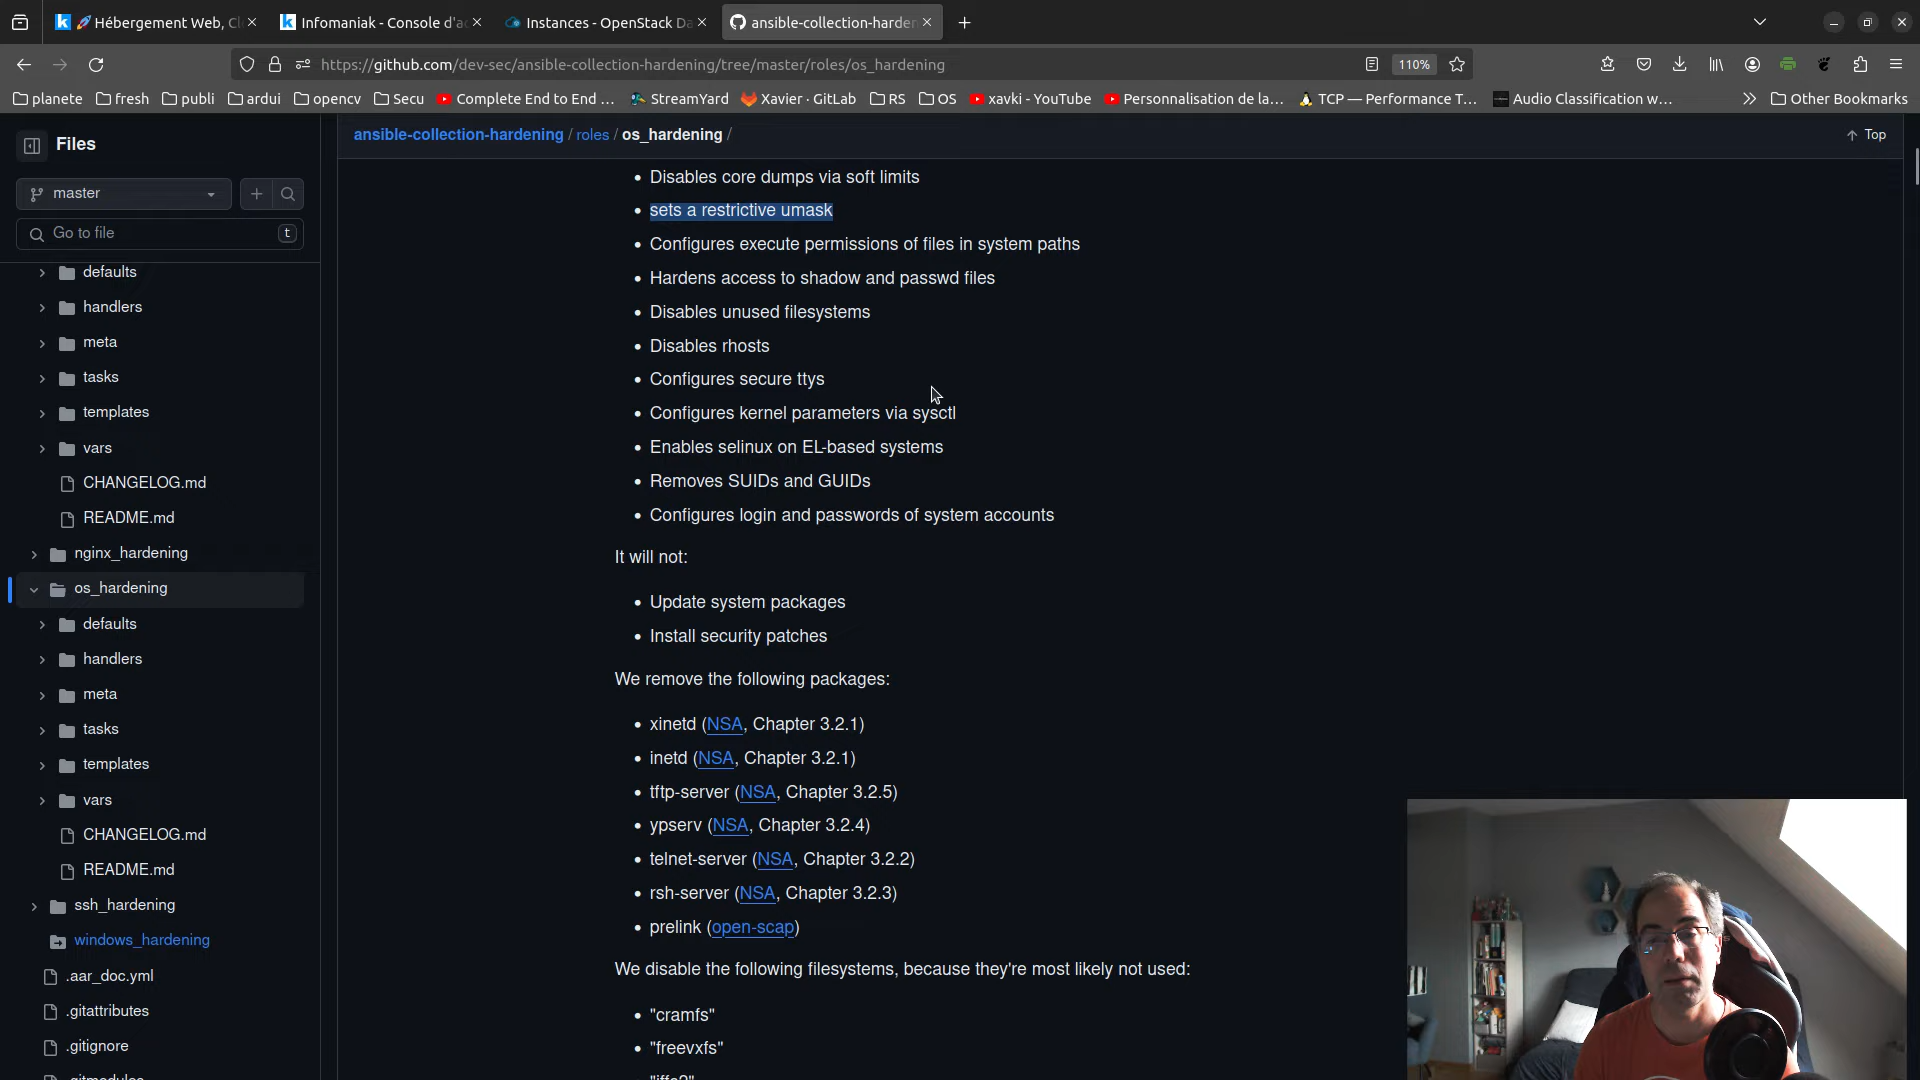 🚀 Hébergement Web, Cl
Infomaniak - Console d'ac
Instances - OpenStack Da
ansible-collection-harden
https://github.com/dev-sec/ansible-collection-hardening/tree/master/roles/os_hardening
110%
planete
fresh
publi
ardui
opencv
Secu
Complete End to End ...
StreamYard
Xavier · GitLab
RS
OS
xavki - YouTube
Personnalisation de la...
TCP — Performance T...
Audio Classification w...
Other Bookmarks
Files
master
Go to file
t
defaults
handlers
meta
tasks
templates
vars
CHANGELOG.md
README.md
nginx_hardening
os_hardening
defaults
handlers
meta
tasks
templates
vars
CHANGELOG.md
README.md
ssh_hardening
windows_hardening
.aar_doc.yml
.gitattributes
.gitignore
.gitmodules
ansible-collection-hardening / roles / os_hardening /
Top
• Disables core dumps via soft limits
• sets a restrictive umask
• Configures execute permissions of files in system paths
• Hardens access to shadow and passwd files
• Disables unused filesystems
• Disables rhosts
• Configures secure ttys
• Configures kernel parameters via sysctl
• Enables selinux on EL-based systems
• Removes SUIDs and GUIDs
• Configures login and passwords of system accounts
It will not:
• Update system packages
• Install security patches
We remove the following packages:
• xinetd (NSA, Chapter 3.2.1)
• inetd (NSA, Chapter 3.2.1)
• tftp-server (NSA, Chapter 3.2.5)
• ypserv (NSA, Chapter 3.2.4)
• telnet-server (NSA, Chapter 3.2.2)
• rsh-server (NSA, Chapter 3.2.3)
• prelink (open-scap)
We disable the following filesystems, because they're most likely not used:
• "cramfs"
• "freevxfs"